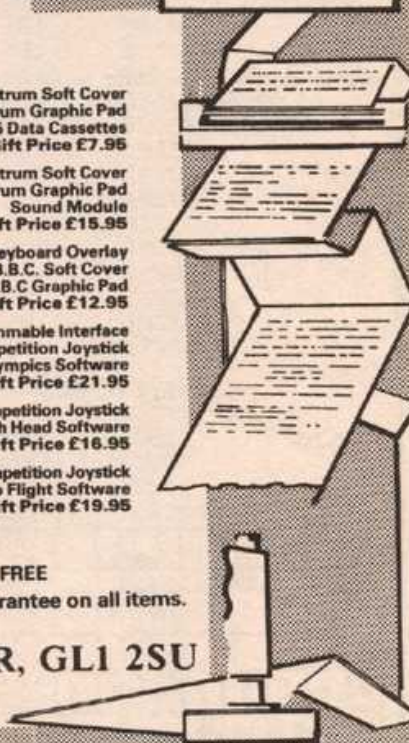 trum Soft Cover
um Graphic Pad
5 Data Cassettes
ift Price £7.95
trum Soft Cover
rum Graphic Pad
Sound Module
ft Price £15.95
eyboard Overlay
B.B.C. Soft Cover
B.C Graphic Pad
ft Price £12.95
mmable Interface
petition Joystick
ympics Software
ft Price £21.95
petition Joystick
h Head Software
ft Price £16.95
petition Joystick
o Flight Software
ft Price £19.95
FREE
rantee on all items.
R, GL1 2SU